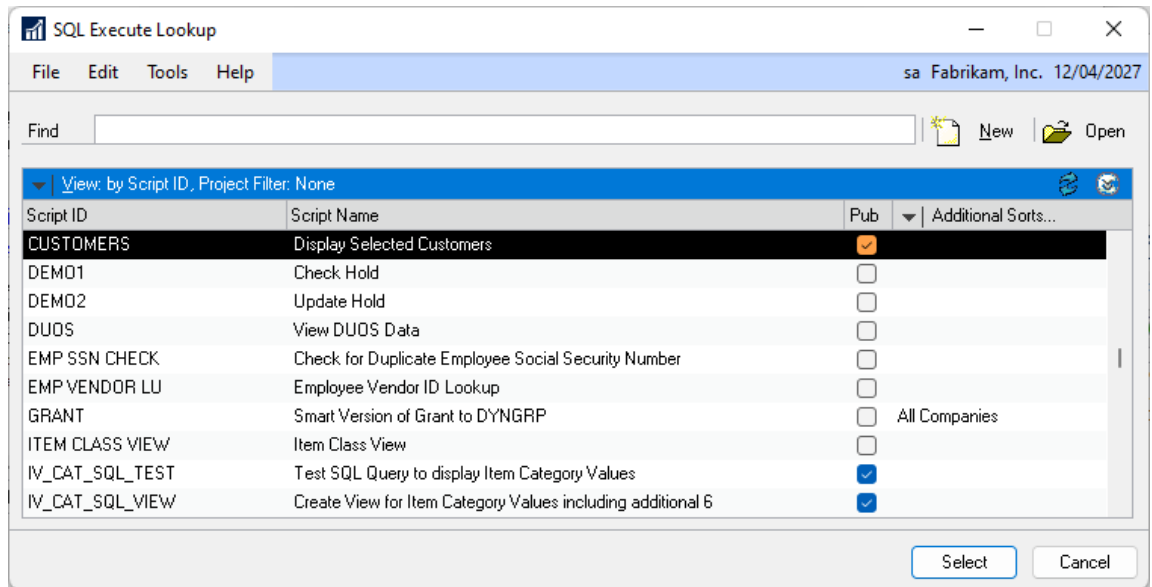 SQL Execute Lookup
File Edit Tools Help sa Fabrikam, Inc. 12/04/2027
Find New Open
View: by Script ID, Project Filter: None
Script ID Script Name Pub Additional Sorts...
CUSTOMERS Display Selected Customers
DEMO1 Check Hold
DEMO2 Update Hold
DUOS View DUOS Data
EMP SSN CHECK Check for Duplicate Employee Social Security Number
EMP VENDOR LU Employee Vendor ID Lookup
GRANT Smart Version of Grant to DYNGRP All Companies
ITEM CLASS VIEW Item Class View
IV_CAT_SQL_TEST Test SQL Query to display Item Category Values
IV_CAT_SQL_VIEW Create View for Item Category Values including additional 6
Select Cancel